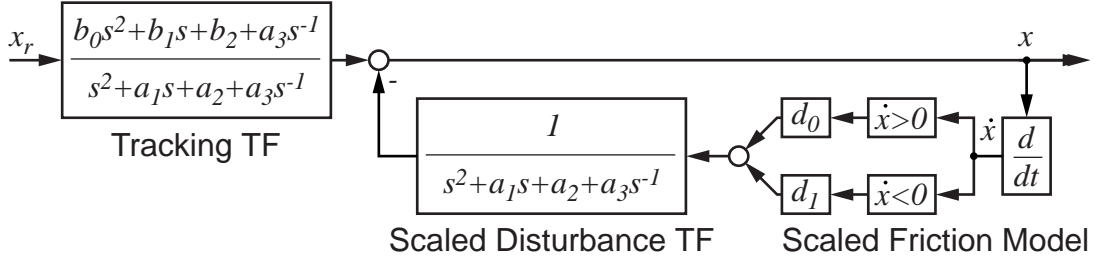 x_r
b_0s^2+b_1s+b_2+a_3s^-1
s^2+a_1s+a_2+a_3s^-1
Tracking TF
-
x
1
s^2+a_1s+a_2+a_3s^-1
Scaled Disturbance TF
d_0
ẋ>0
ẋ
d
dt
d_1
ẋ<0
Scaled Friction Model